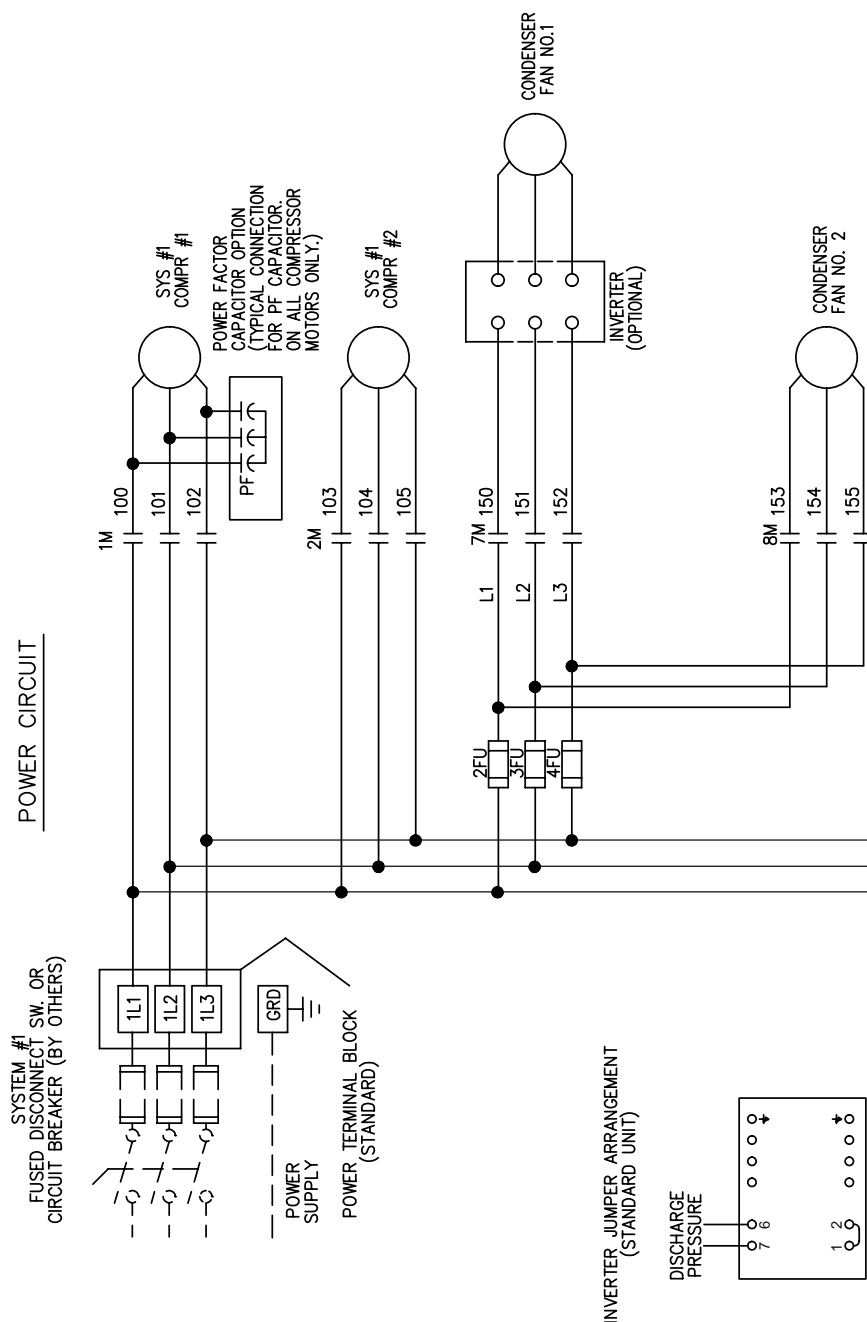 POWER CIRCUIT
SYSTEM #1
FUSED DISCONNECT SW. OR
CIRCUIT BREAKER (BY OTHERS)
1L1
1L2
1L3
GRD
POWER
SUPPLY
POWER TERMINAL BLOCK
(STANDARD)
1M
100
101
102
SYS #1
COMPR #1
PF
POWER FACTOR
CAPACITOR OPTION
(TYPICAL CONNECTION
FOR PF CAPACITOR.
ON ALL COMPRESSOR
MOTORS ONLY.)
2M
103
104
105
SYS #1
COMPR #2
2FU
3FU
4FU
L1
L2
L3
7M
150
151
152
INVERTER
(OPTIONAL)
CONDENSER
FAN NO.1
8M
153
154
155
CONDENSER
FAN NO. 2
INVERTER JUMPER ARRANGEMENT
(STANDARD UNIT)
DISCHARGE
PRESSURE
7 6
1 2